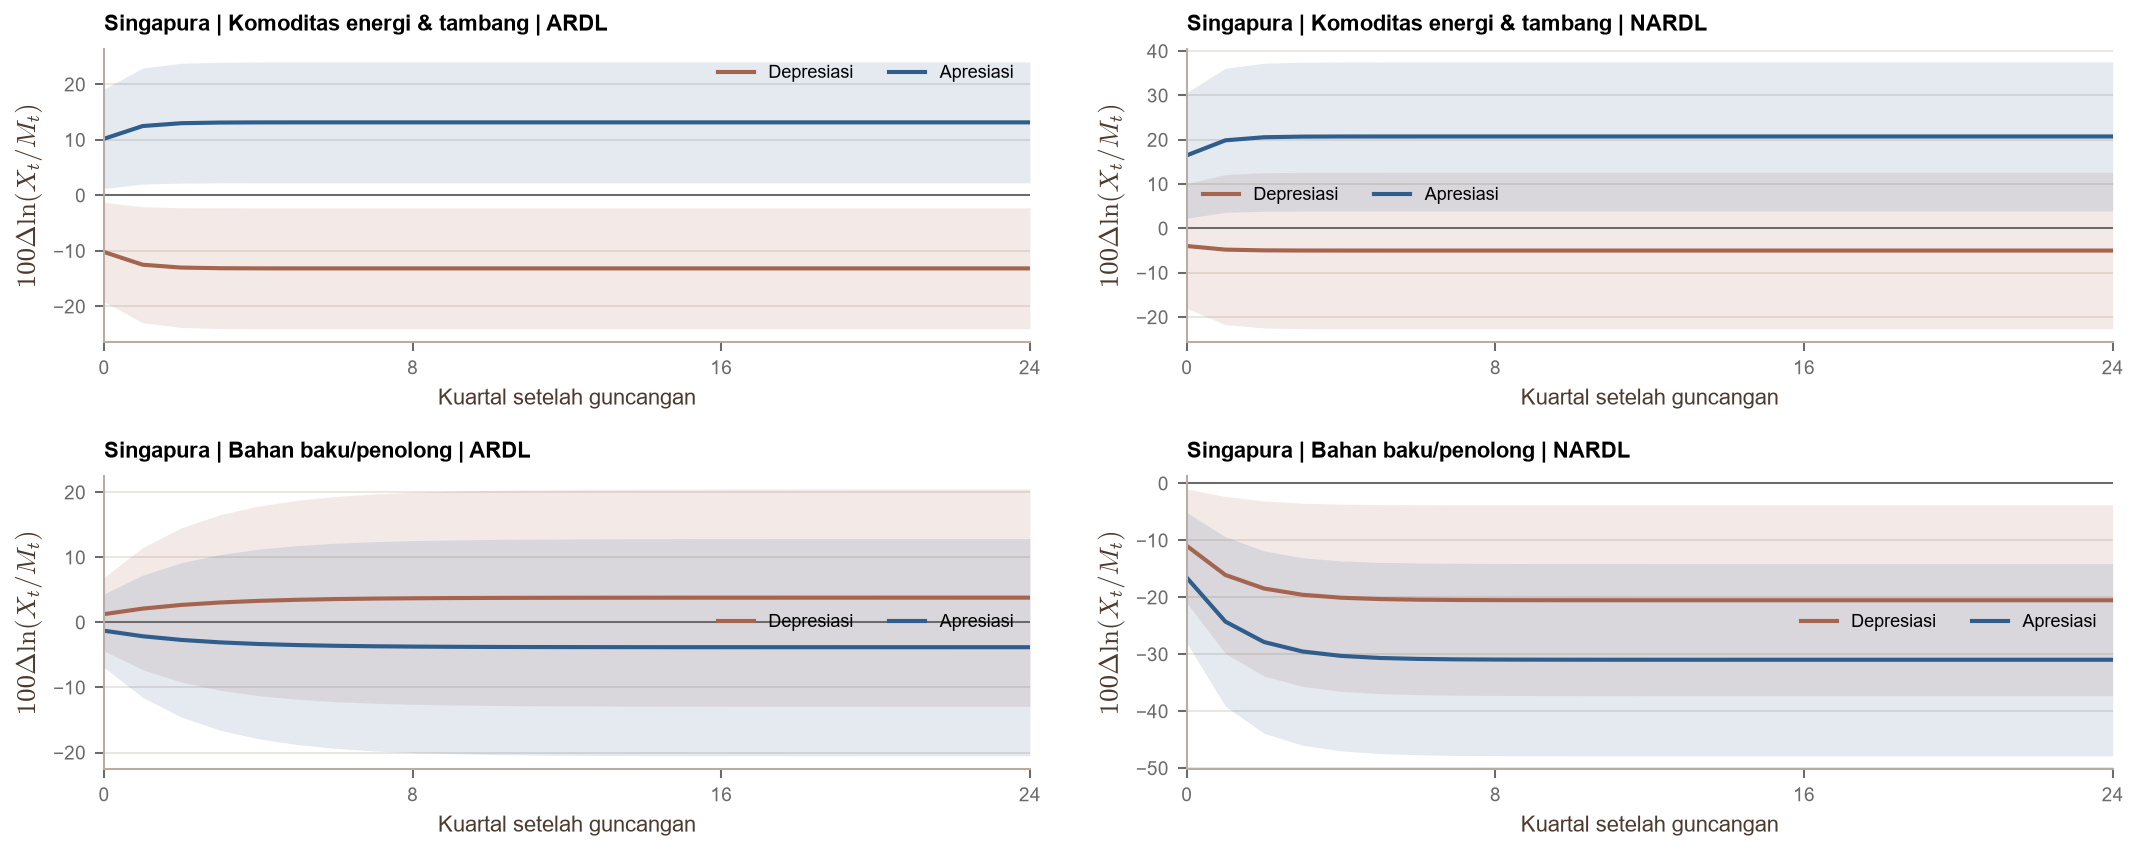 Singapura | Komoditas energi & tambang | ARDL
20
10
0
−10
−20
100Δln(Xₜ/Mₜ)
Depresiasi
Apresiasi
0
8
16
24
Kuartal setelah guncangan
Singapura | Komoditas energi & tambang | NARDL
40
30
20
10
0
−10
−20
100Δln(Xₜ/Mₜ)
Depresiasi
Apresiasi
0
8
16
24
Kuartal setelah guncangan
Singapura | Bahan baku/penolong | ARDL
20
10
0
−10
−20
100Δln(Xₜ/Mₜ)
Depresiasi
Apresiasi
0
8
16
24
Kuartal setelah guncangan
Singapura | Bahan baku/penolong | NARDL
0
−10
−20
−30
−40
−50
100Δln(Xₜ/Mₜ)
Depresiasi
Apresiasi
0
8
16
24
Kuartal setelah guncangan